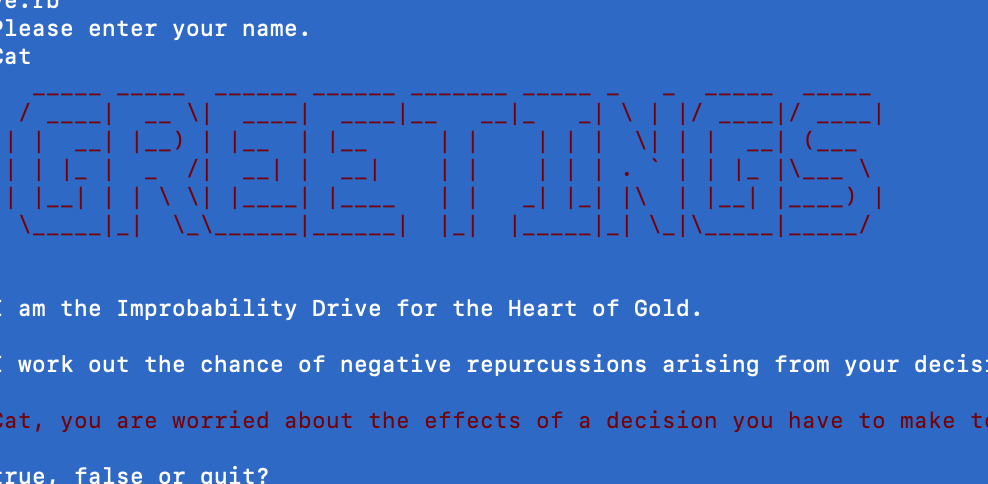 ve.rb
Please enter your name.
Cat
GREETINGS
I am the Improbability Drive for the Heart of Gold.
I work out the chance of negative repurcussions arising from your decisi
Cat, you are worried about the effects of a decision you have to make to
true, false or quit?